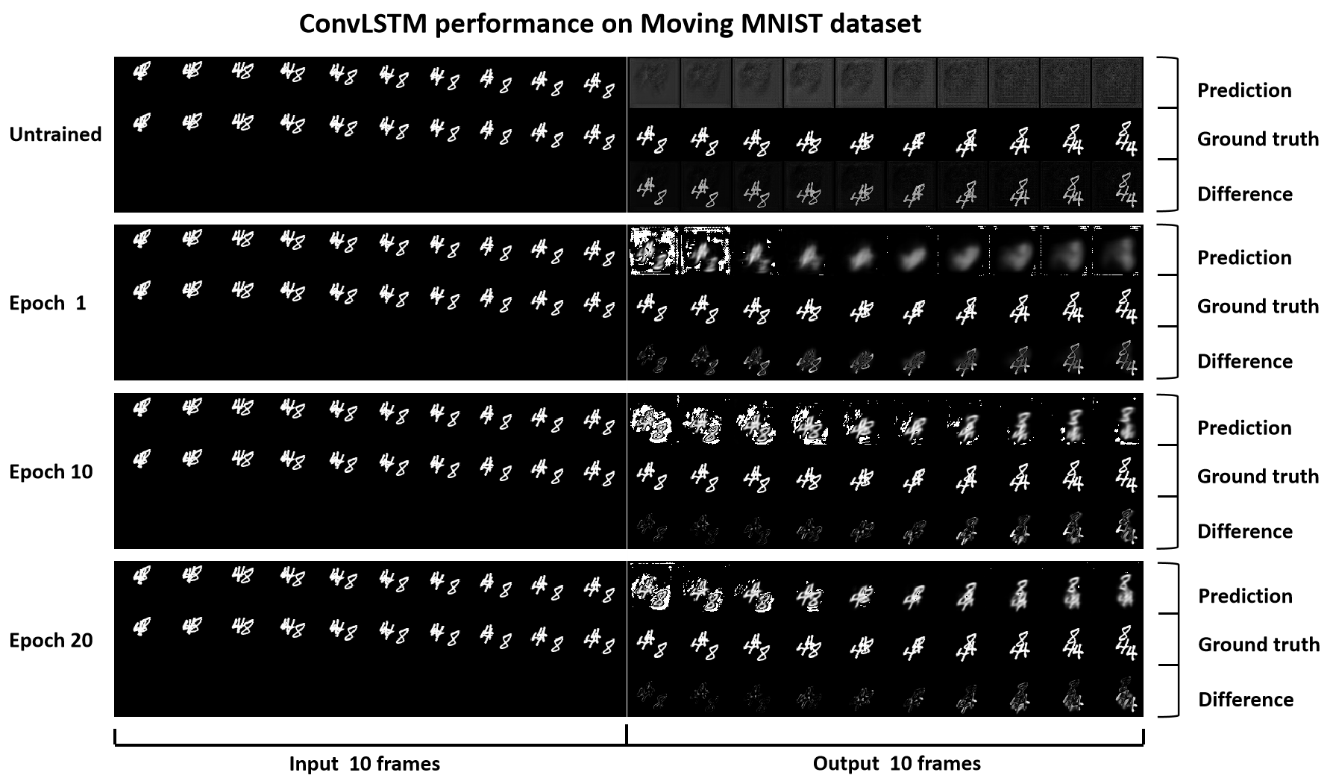 ConvLSTM performance on Moving MNIST dataset
Untrained
Prediction
Ground truth
Difference
Epoch 1
Prediction
Ground truth
Difference
Epoch 10
Prediction
Ground truth
Difference
Epoch 20
Prediction
Ground truth
Difference
Input 10 frames
Output 10 frames